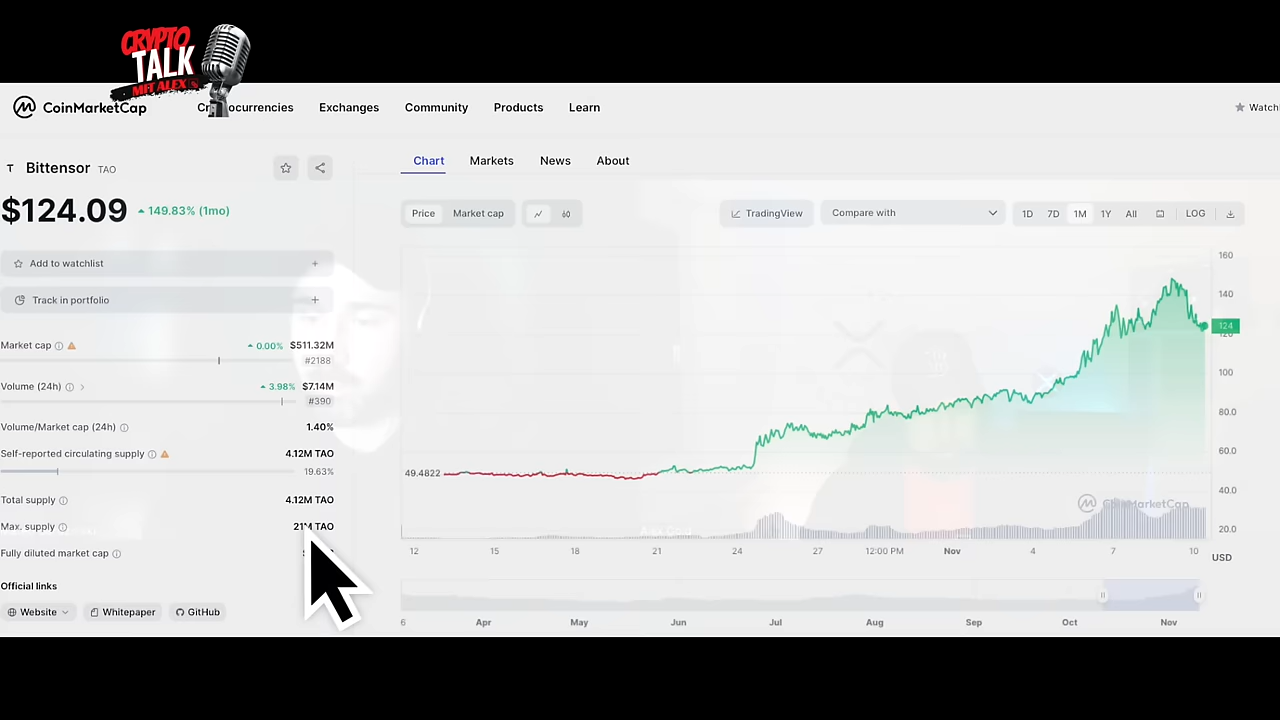 CRYPTO
TALK
MET ALEX
CoinMarketCap
Exchanges
Community
Products
Learn
Bittensor TAO
$124.09 149.83% (1mo)
Add to watchlist
Track in portfolio
Market cap 0.00% $511.32M
#2188
Volume (24h) 3.98% $7.14M
#390
Volume/Market cap (24h) 1.40%
Self-reported circulating supply 4.12M TAO
19.63%
Total supply 4.12M TAO
Max. supply 21M TAO
Fully diluted market cap
Official links
Website Whitepaper GitHub
Chart Markets News About
Price Market cap
TradingView Compare with 1D 7D 1M 1Y All LOG
160
140
124
120
100
80.0
60.0
49.4822
40.0
CoinMarketCap
20.0
12 15 18 21 24 27 12:00 PM Nov 4 7 10 USD
6 Apr May Jun Jul Aug Sep Oct Nov